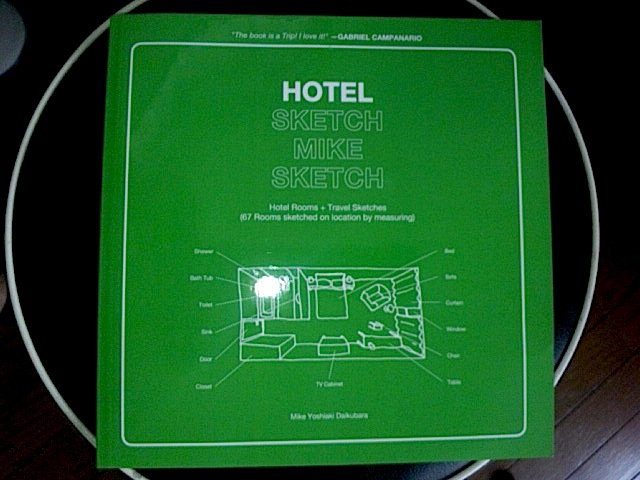 "The book is a Trip! I love it!" —GABRIEL CAMPANARIO
HOTEL
SKETCH
MIKE
SKETCH
Hotel Rooms + Travel Sketches
(67 Rooms sketched on location by measuring)
Shower
Bed
Bath Tub
Sofa
Toilet
Curtain
Sink
Window
Door
Chair
Closet
TV Cabinet
Table
Mike Yoshiaki Daikubara